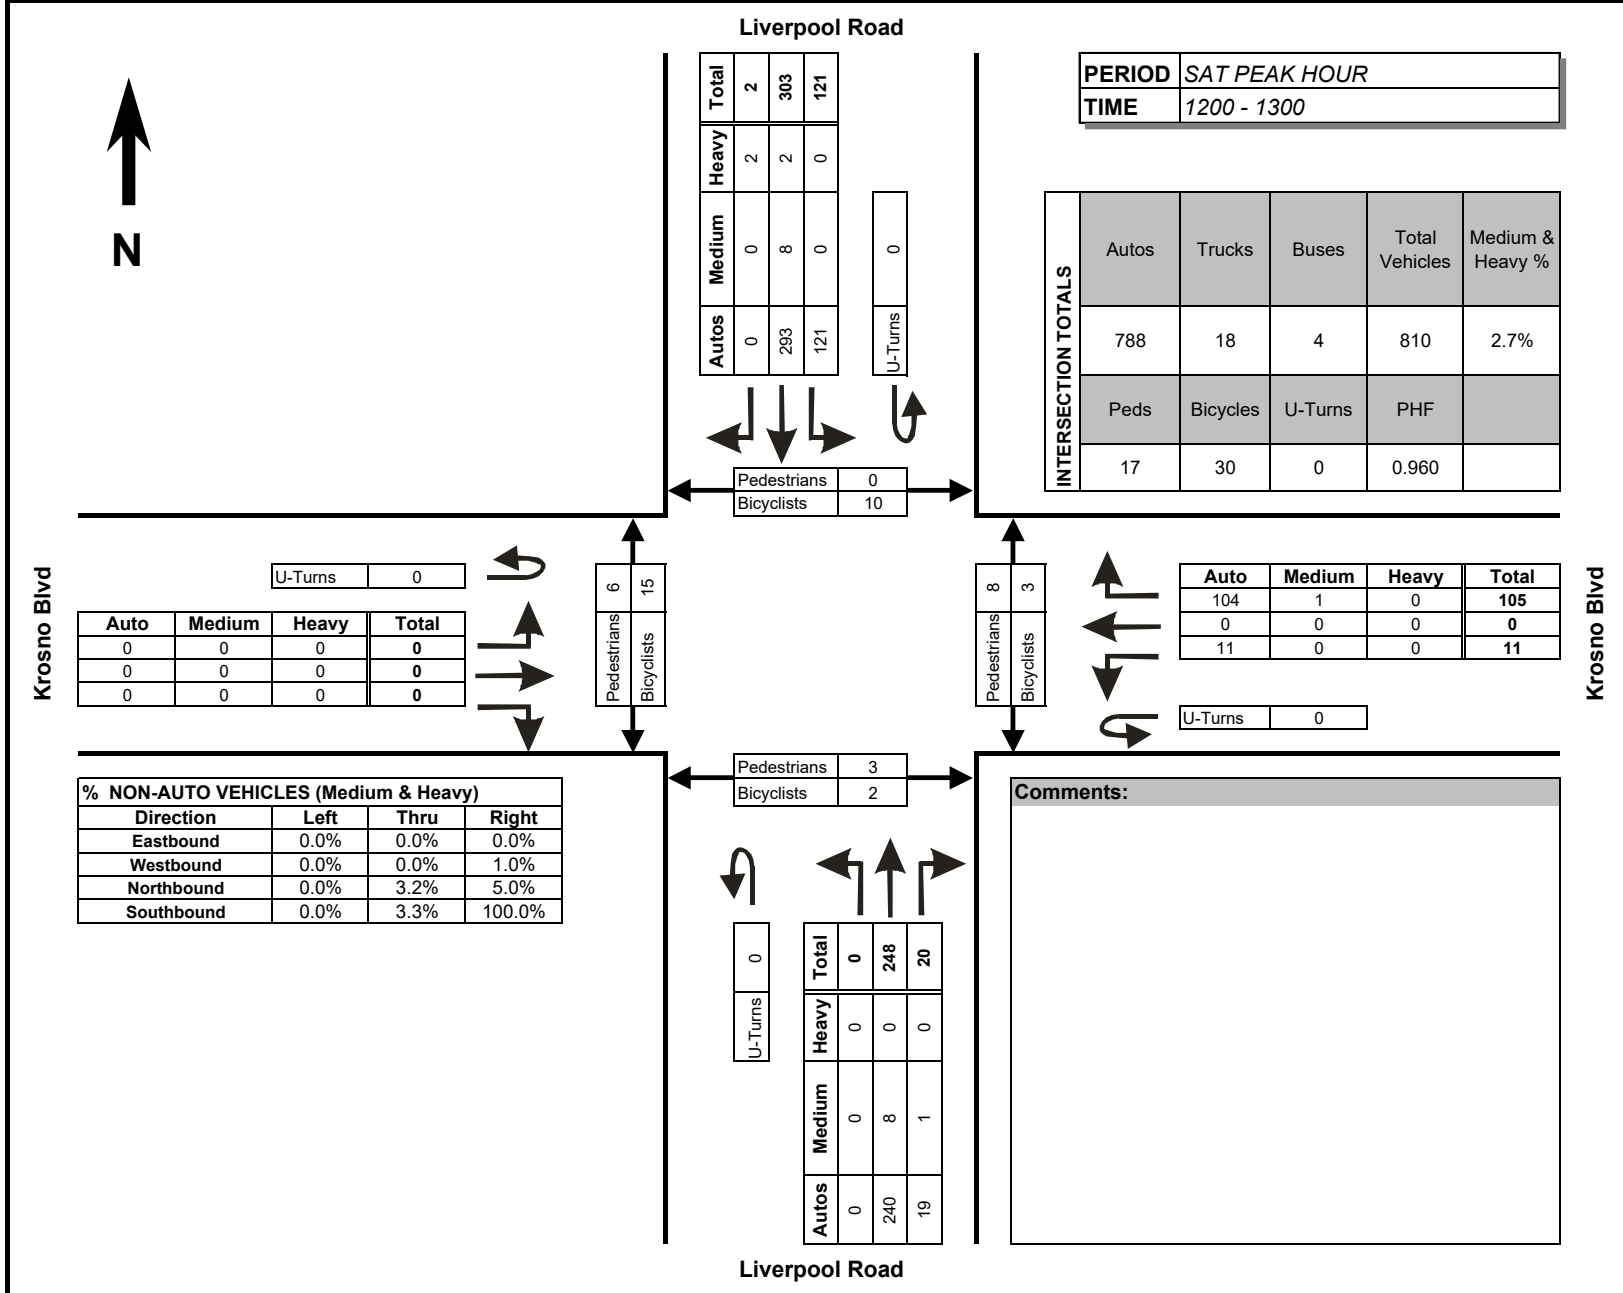 Liverpool Road
PERIOD SAT PEAK HOUR
TIME 1200 - 1300
N
Total 2 303 121
Heavy 2 2 0
Medium 0 8 0
Autos 0 293 121
0
U-Turns
INTERSECTION TOTALS
Autos Trucks Buses Total Vehicles Medium & Heavy %
788 18 4 810 2.7%
Peds Bicycles U-Turns PHF
17 30 0 0.960
Pedestrians 0
Bicyclists 10
Krosno Blvd
U-Turns 0
Auto Medium Heavy Total
0 0 0 0
0 0 0 0
0 0 0 0
Pedestrians 6
Bicyclists 15
Pedestrians 8
Bicyclists 3
Auto Medium Heavy Total
104 1 0 105
0 0 0 0
11 0 0 11
U-Turns 0
Krosno Blvd
Pedestrians 3
Bicyclists 2
% NON-AUTO VEHICLES (Medium & Heavy)
Direction Left Thru Right
Eastbound 0.0% 0.0% 0.0%
Westbound 0.0% 0.0% 1.0%
Northbound 0.0% 3.2% 5.0%
Southbound 0.0% 3.3% 100.0%
Comments:
U-Turns 0
Total 0 248 20
Heavy 0 0 0
Medium 0 8 1
Autos 0 240 19
Liverpool Road